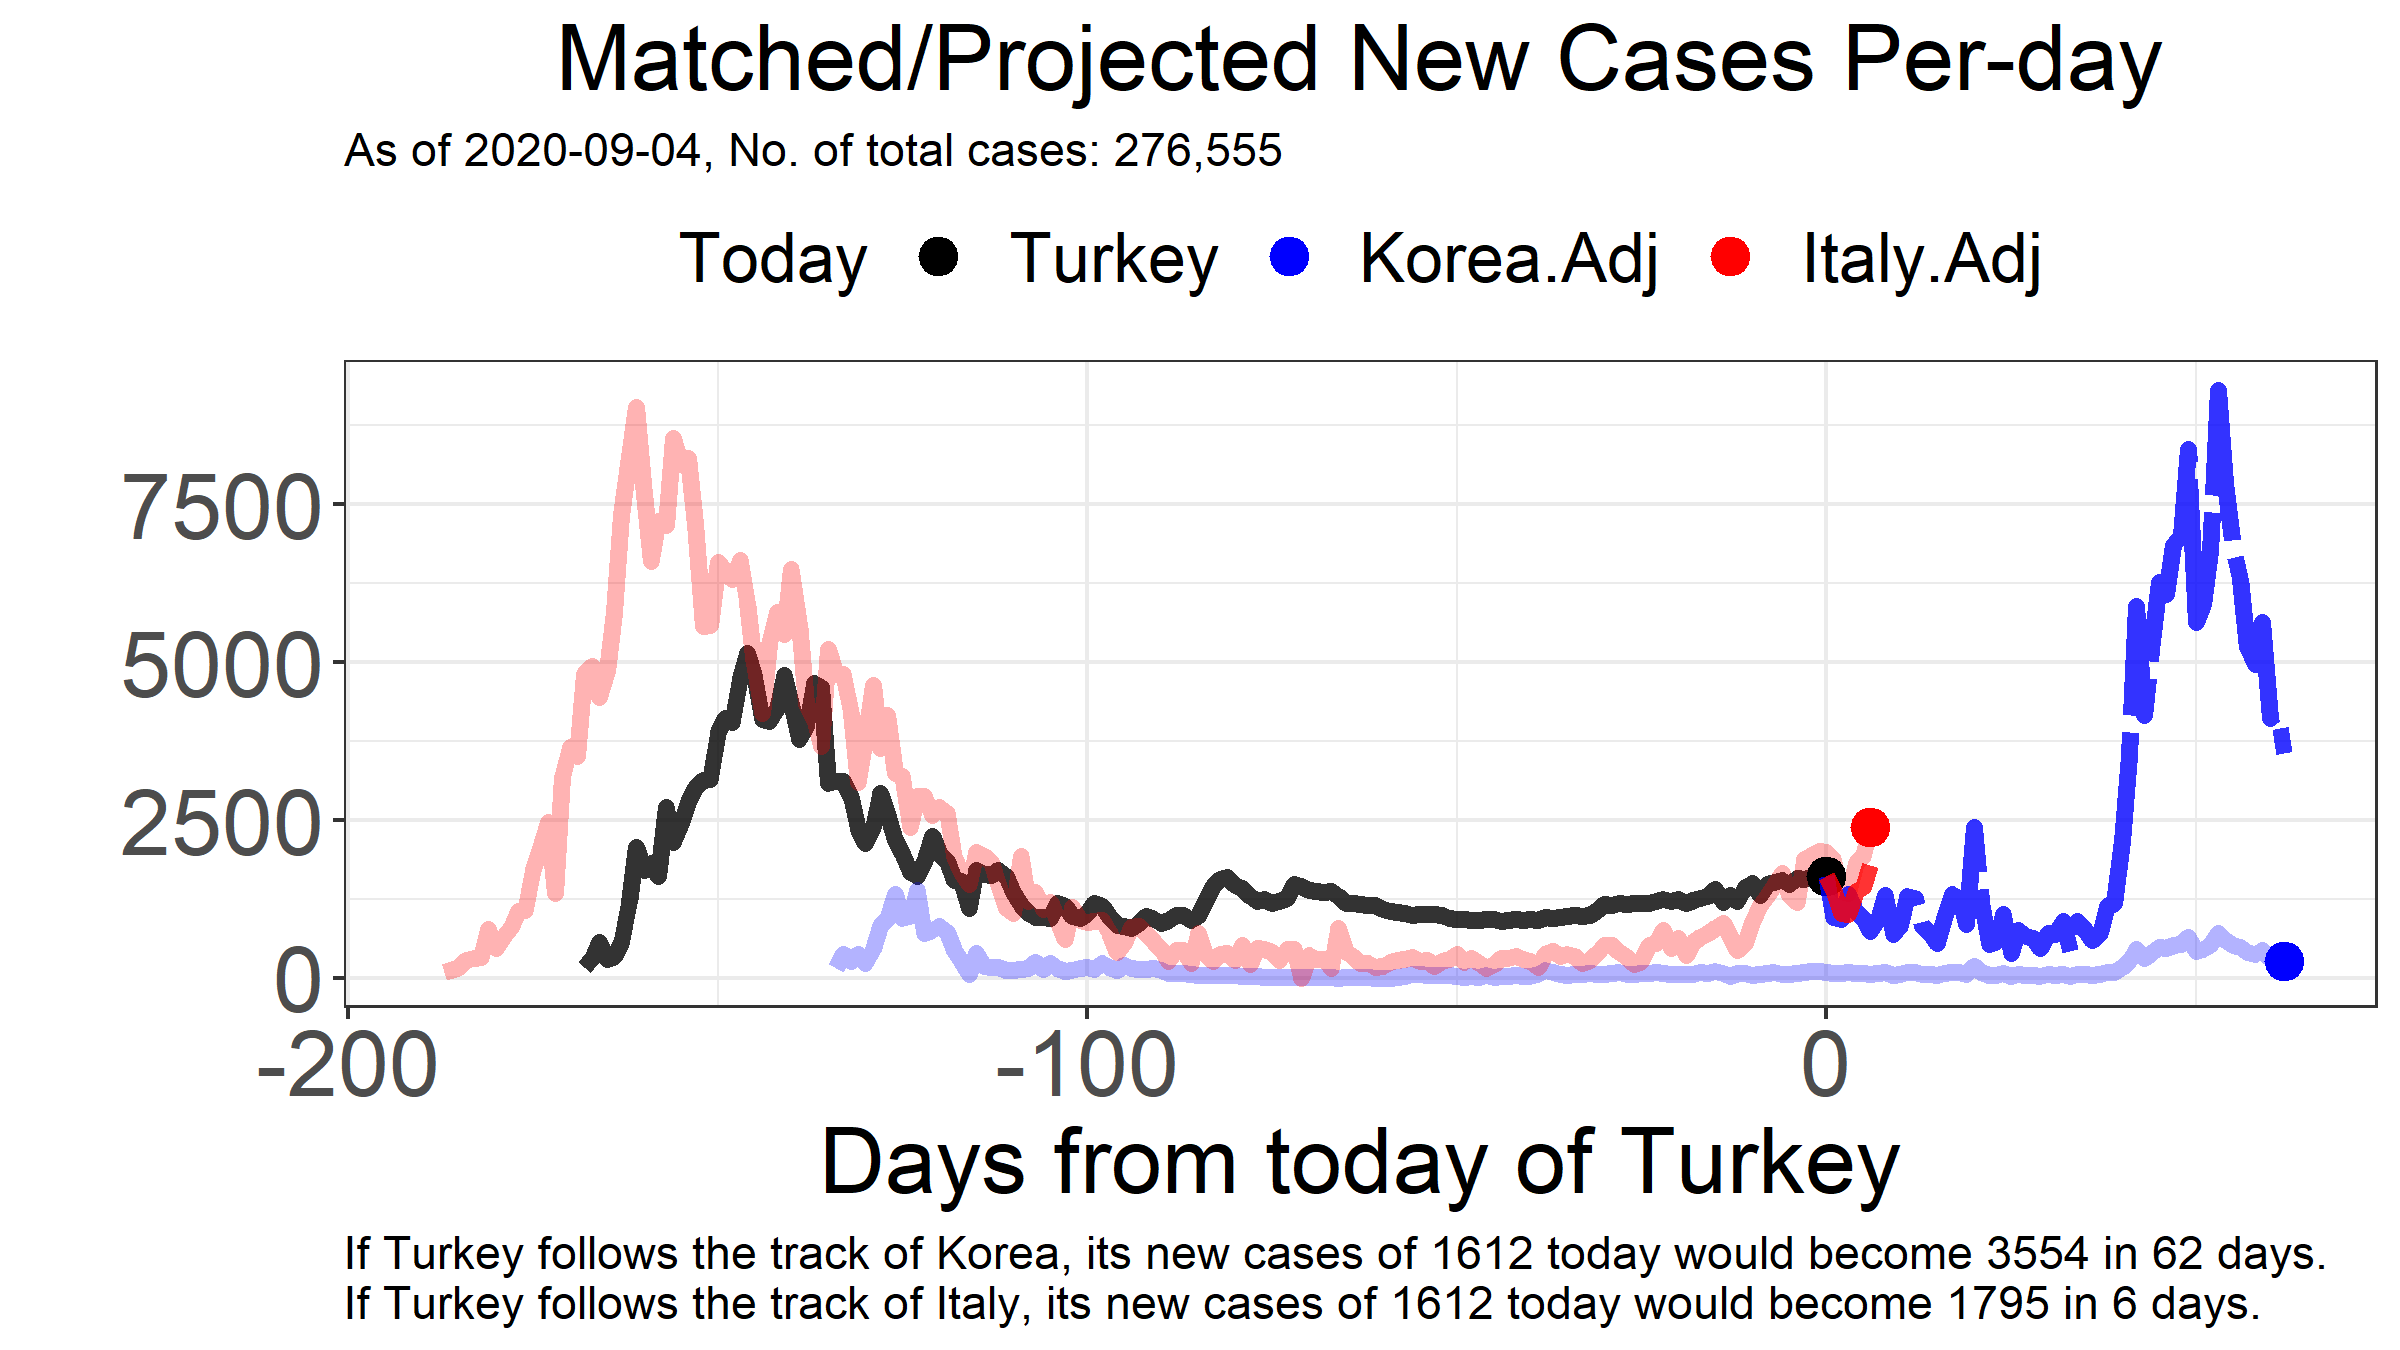 Matched/Projected New Cases Per-day
As of 2020-09-04, No. of total cases: 276,555
Today Turkey Korea.Adj Italy.Adj
7500
5000
2500
0
-200 -100 0
Days from today of Turkey
If Turkey follows the track of Korea, its new cases of 1612 today would become 3554 in 62 days.
If Turkey follows the track of Italy, its new cases of 1612 today would become 1795 in 6 days.